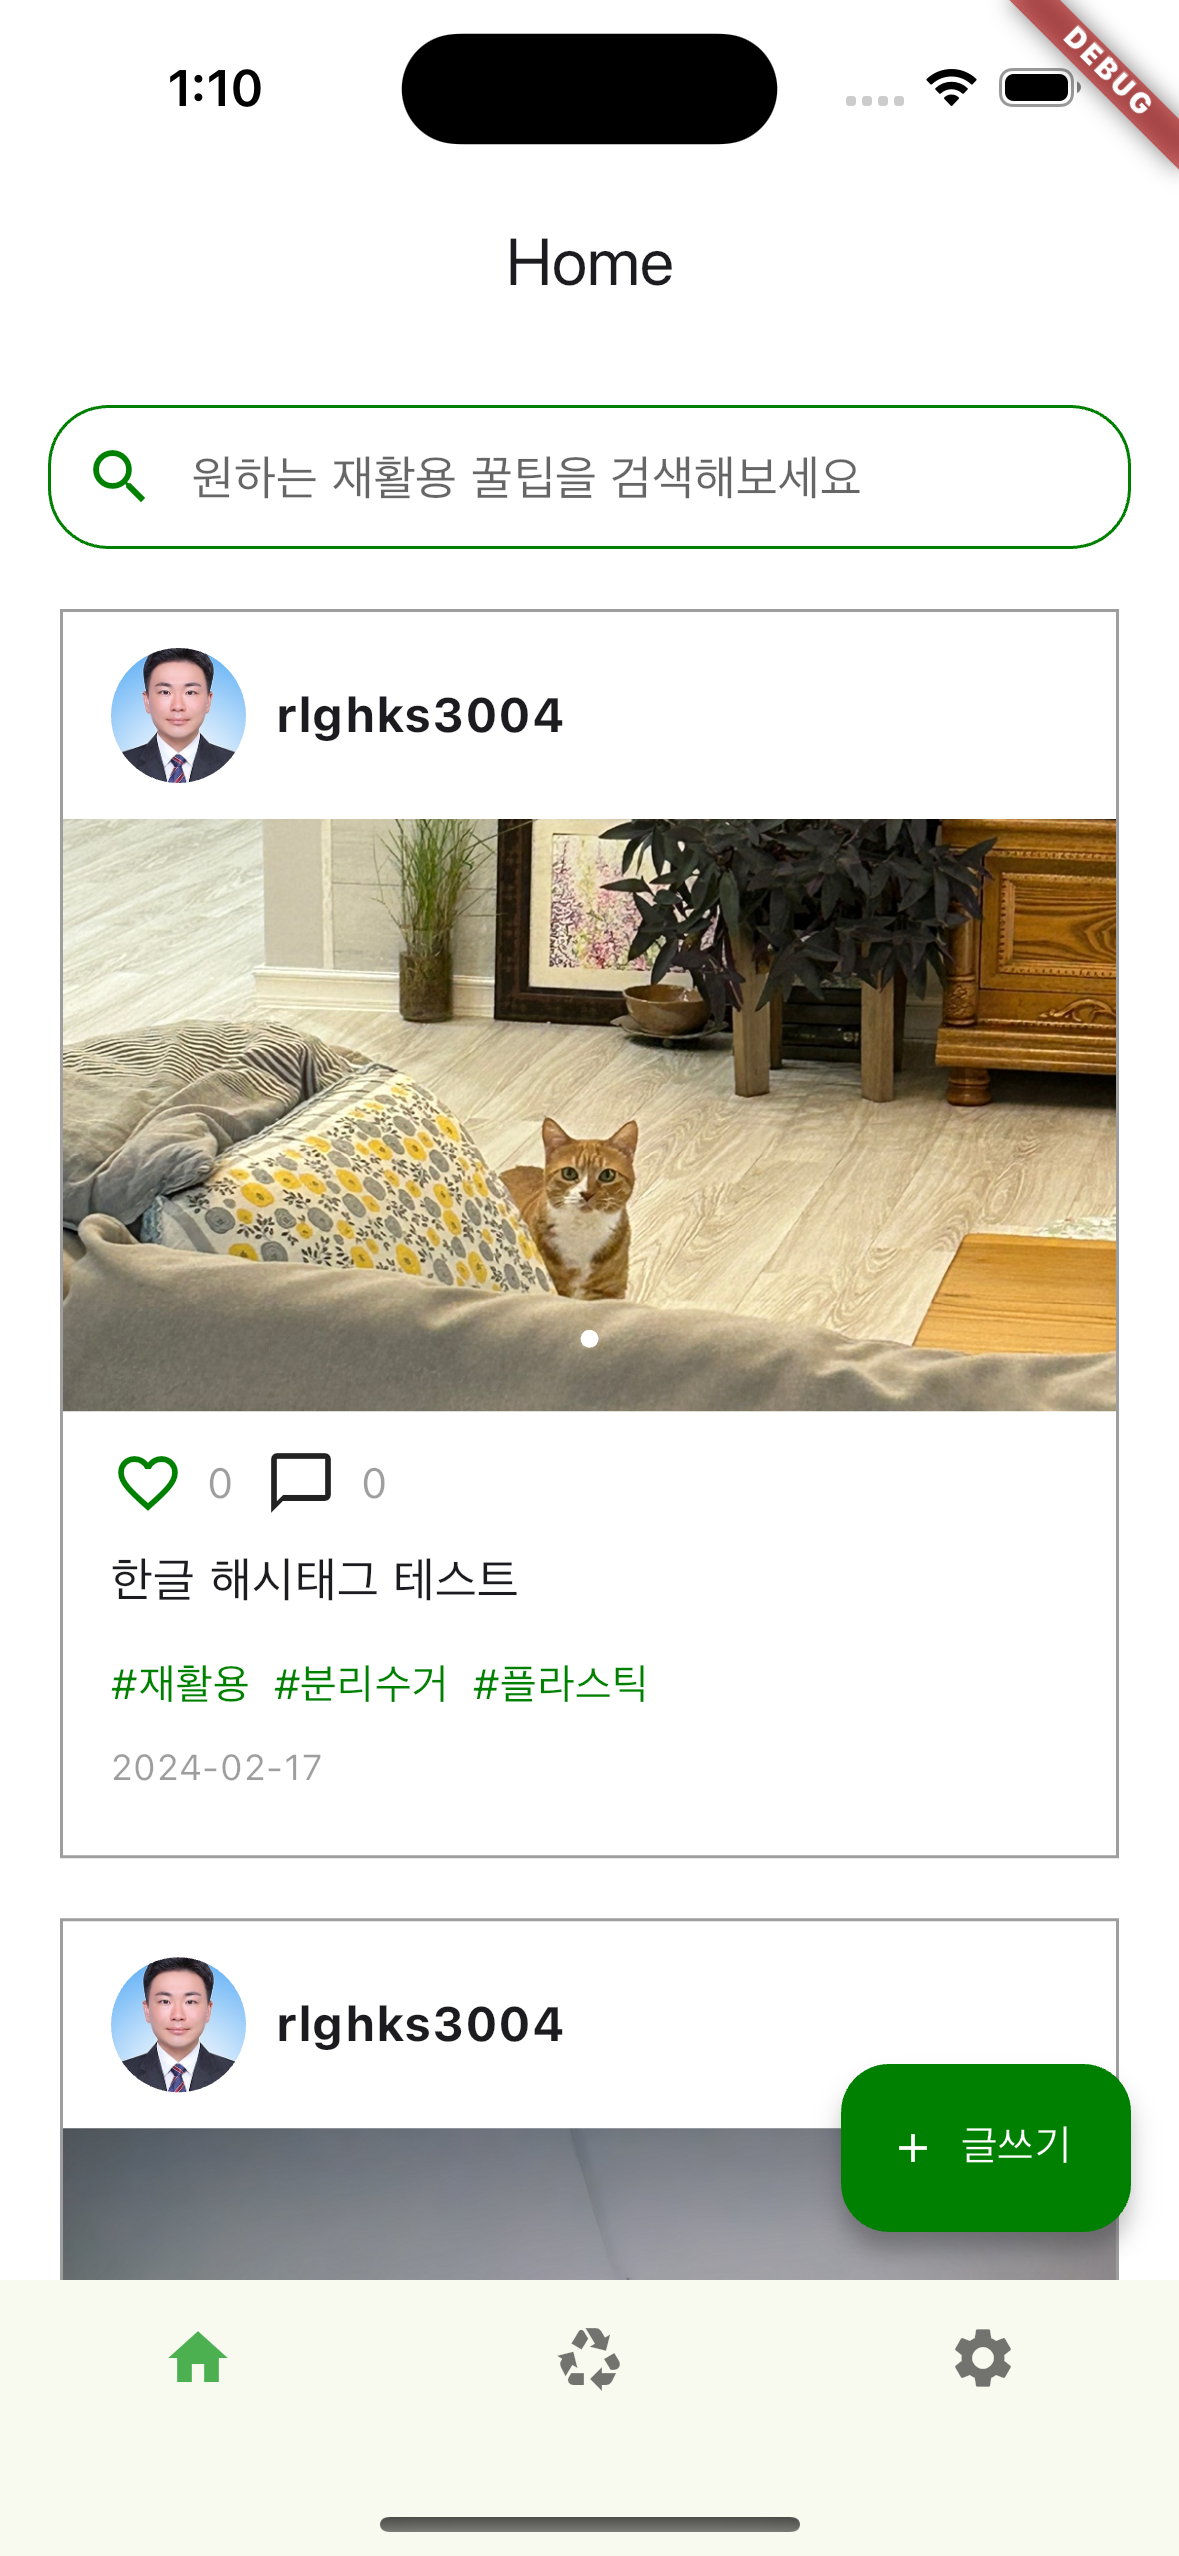 1:10
DEBUG
Home
원하는 재활용 꿀팁을 검색해보세요
rlghks3004
0 0
한글 해시태그 테스트
#재활용 #분리수거 #플라스틱
2024-02-17
rlghks3004
+ 글쓰기